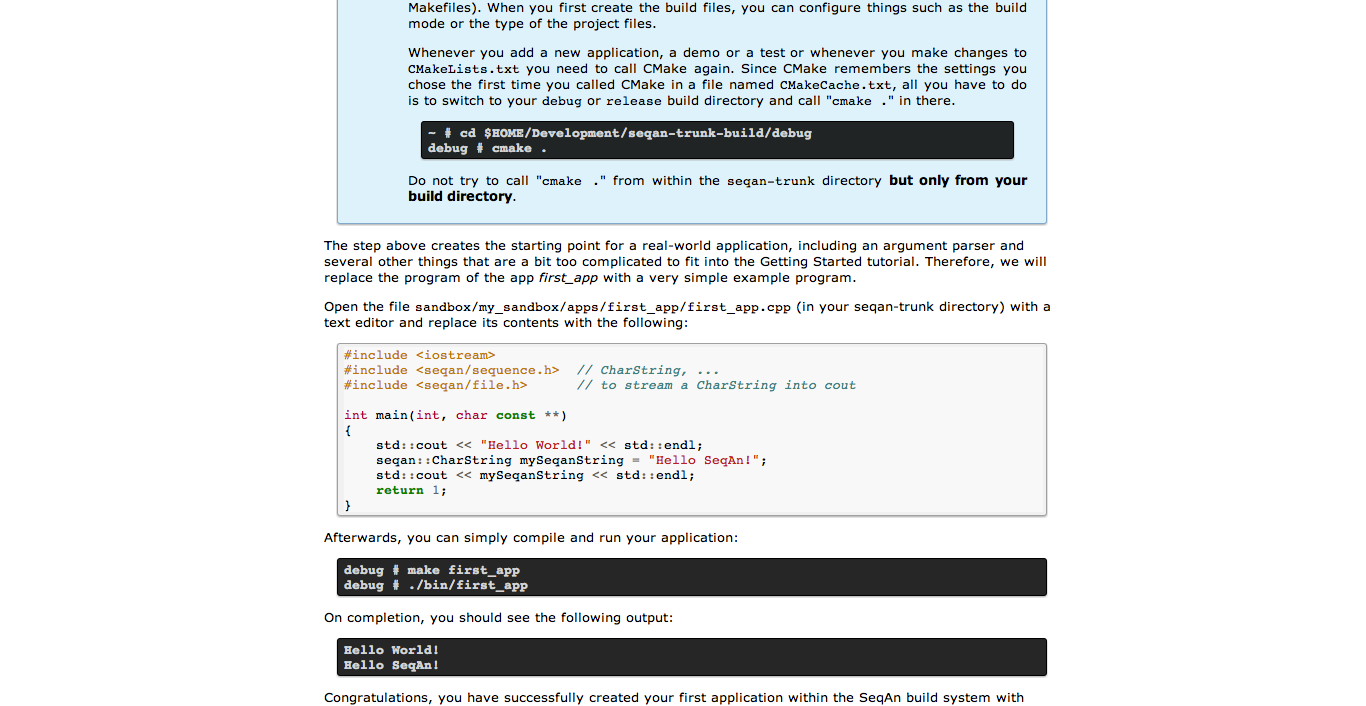 Makefiles). When you first create the build files, you can configure things such as the build
mode or the type of the project files.
Whenever you add a new application, a demo or a test or whenever you make changes to
CMakeLists.txt you need to call CMake again. Since CMake remembers the settings you
chose the first time you called CMake in a file named CMakeCache.txt, all you have to do
is to switch to your debug or release build directory and call "cmake ." in there.
~ # cd $HOME/Development/seqan-trunk-build/debug
debug # cmake .
Do not try to call "cmake ." from within the seqan-trunk directory but only from your
build directory.
The step above creates the starting point for a real-world application, including an argument parser and
several other things that are a bit too complicated to fit into the Getting Started tutorial. Therefore, we will
replace the program of the app first_app with a very simple example program.
Open the file sandbox/my_sandbox/apps/first_app/first_app.cpp (in your seqan-trunk directory) with a
text editor and replace its contents with the following:
#include <iostream>
#include <seqan/sequence.h>  // CharString, ...
#include <seqan/file.h>      // to stream a CharString into cout
int main(int, char const **)
{
    std::cout << "Hello World!" << std::endl;
    seqan::CharString mySeqanString = "Hello SeqAn!";
    std::cout << mySeqanString << std::endl;
    return 1;
}
Afterwards, you can simply compile and run your application:
debug # make first_app
debug # ./bin/first_app
On completion, you should see the following output:
Hello World!
Hello SeqAn!
Congratulations, you have successfully created your first application within the SeqAn build system with